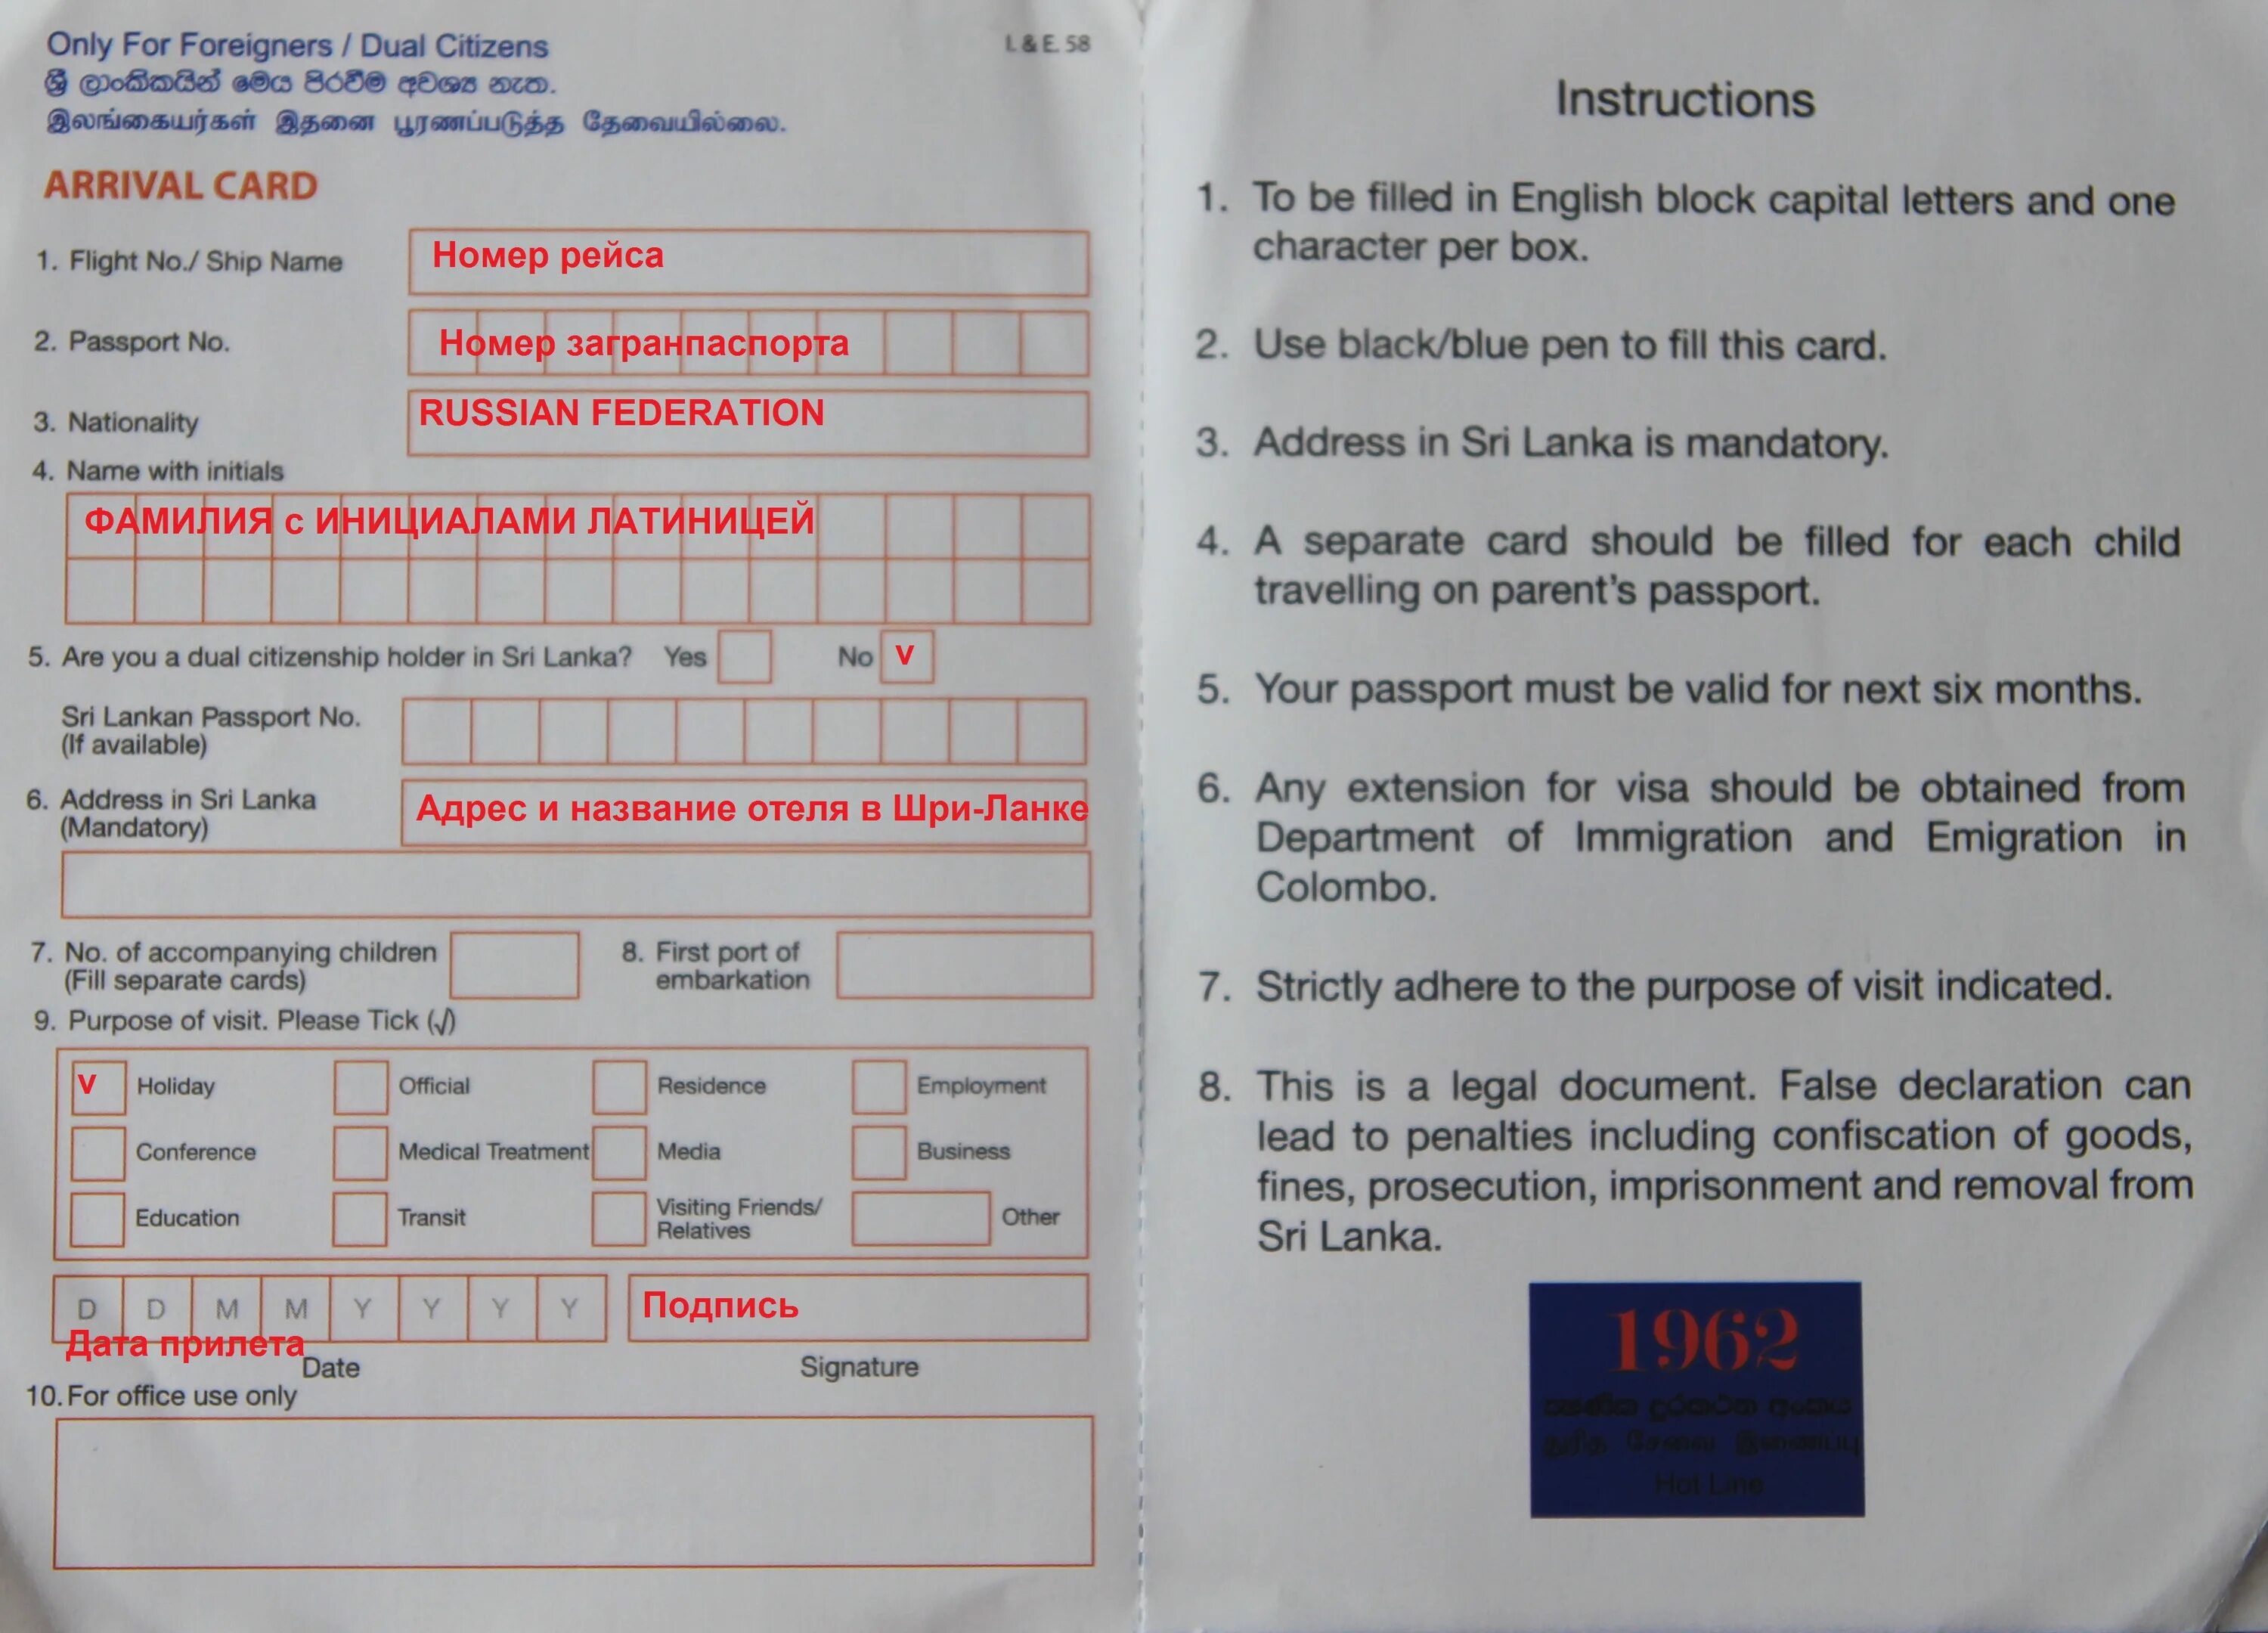 Only For Foreigners / Dual Citizens
I. & E. 58
ශ්‍රී ලාංකිකයින් මෙය පිරවීම අවශ්‍ය නැත.
இலங்கையர்கள் இதனை பூரணப்படுத்த தேவையில்லை.
ARRIVAL CARD
1. Flight No./ Ship Name
Номер рейса
2. Passport No.
Номер загранпаспорта
3. Nationality
RUSSIAN FEDERATION
4. Name with initials
ФАМИЛИЯ с ИНИЦИАЛАМИ ЛАТИНИЦЕЙ
5. Are you a dual citizenship holder in Sri Lanka? Yes No v
Sri Lankan Passport No.
(If available)
6. Address in Sri Lanka
(Mandatory)
Адрес и название отеля в Шри-Ланке
7. No. of accompanying children
(Fill separate cards)
8. First port of
embarkation
9. Purpose of visit. Please Tick (√)
v Holiday Official Residence Employment
Conference Medical Treatment Media Business
Education Transit Visiting Friends/
Relatives
Other
D D M M Y Y Y Y
Подпись
Дата прилета
Date
Signature
10. For office use only
Instructions
1. To be filled in English block capital letters and one
character per box.
2. Use black/blue pen to fill this card.
3. Address in Sri Lanka is mandatory.
4. A separate card should be filled for each child
travelling on parent's passport.
5. Your passport must be valid for next six months.
6. Any extension for visa should be obtained from
Department of Immigration and Emigration in
Colombo.
7. Strictly adhere to the purpose of visit indicated.
8. This is a legal document. False declaration can
lead to penalties including confiscation of goods,
fines, prosecution, imprisonment and removal from
Sri Lanka.
1962
ක්ෂණික දුරකථන අංකය
துரித சேவை இணைப்பு
Hot Line